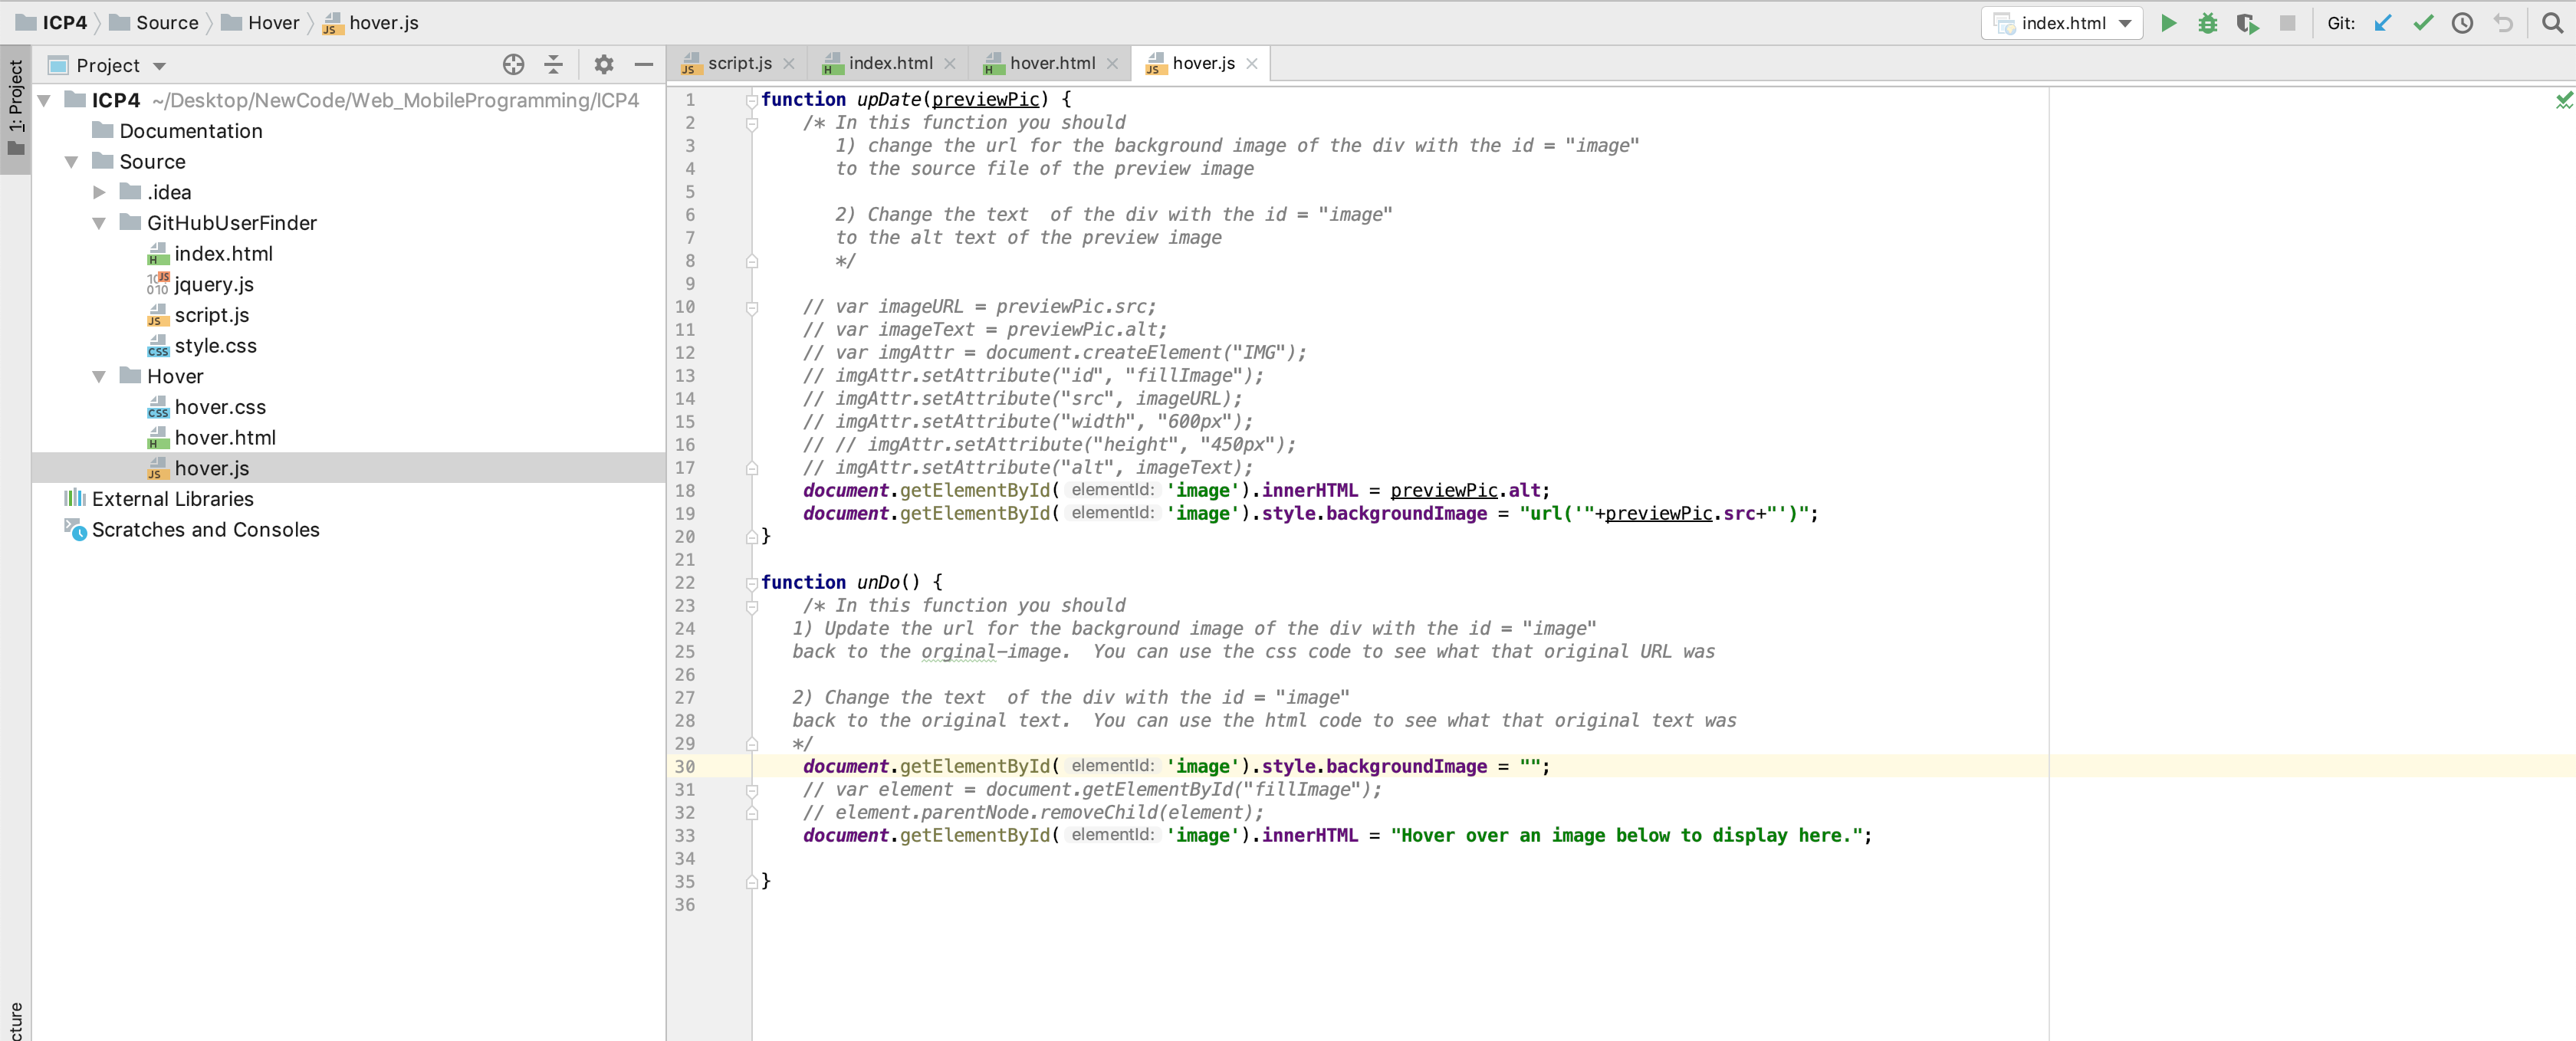 ICP4 Source Hover hover.js index.html Git:
1: Project
Project
script.js index.html hover.html hover.js
ICP4 ~/Desktop/NewCode/Web_MobileProgramming/ICP4
Documentation
Source
.idea
GitHubUserFinder
index.html
jquery.js
script.js
style.css
Hover
hover.css
hover.html
hover.js
External Libraries
Scratches and Consoles
1 function upDate(previewPic) {
2 /* In this function you should
3 1) change the url for the background image of the div with the id = "image"
4 to the source file of the preview image
5
6 2) Change the text  of the div with the id = "image"
7 to the alt text of the preview image
8 */
9
10 // var imageURL = previewPic.src;
11 // var imageText = previewPic.alt;
12 // var imgAttr = document.createElement("IMG");
13 // imgAttr.setAttribute("id", "fillImage");
14 // imgAttr.setAttribute("src", imageURL);
15 // imgAttr.setAttribute("width", "600px");
16 // // imgAttr.setAttribute("height", "450px");
17 // imgAttr.setAttribute("alt", imageText);
18 document.getElementById( elementId: 'image').innerHTML = previewPic.alt;
19 document.getElementById( elementId: 'image').style.backgroundImage = "url('"+previewPic.src+"')";
20 }
21
22 function unDo() {
23 /* In this function you should
24 1) Update the url for the background image of the div with the id = "image"
25 back to the orginal-image.  You can use the css code to see what that original URL was
26
27 2) Change the text  of the div with the id = "image"
28 back to the original text.  You can use the html code to see what that original text was
29 */
30 document.getElementById( elementId: 'image').style.backgroundImage = "";
31 // var element = document.getElementById("fillImage");
32 // element.parentNode.removeChild(element);
33 document.getElementById( elementId: 'image').innerHTML = "Hover over an image below to display here.";
34
35 }
36
cture